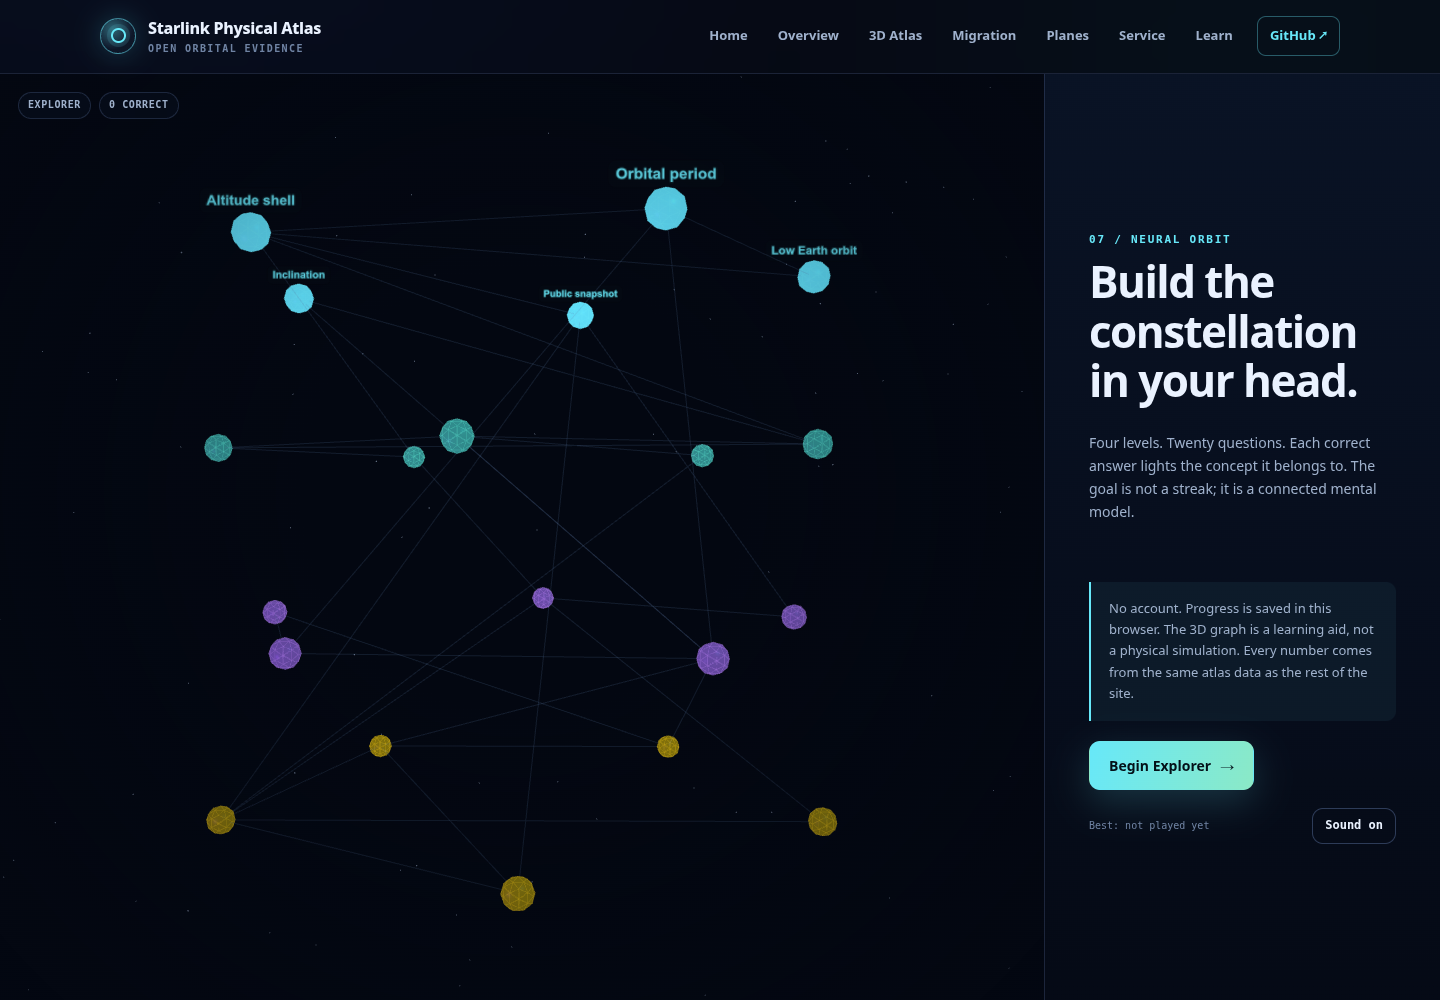 Starlink Physical Atlas
OPEN ORBITAL EVIDENCE
Home
Overview
3D Atlas
Migration
Planes
Service
Learn
GitHub ↗
EXPLORER
0 CORRECT
Orbital period
Altitude shell
Low Earth orbit
Inclination
Public snapshot
07 / NEURAL ORBIT
Build the
constellation
in your head.
Four levels. Twenty questions. Each correct
answer lights the concept it belongs to. The
goal is not a streak; it is a connected mental
model.
No account. Progress is saved in this
browser. The 3D graph is a learning aid, not
a physical simulation. Every number comes
from the same atlas data as the rest of the
site.
Begin Explorer →
Best: not played yet
Sound on